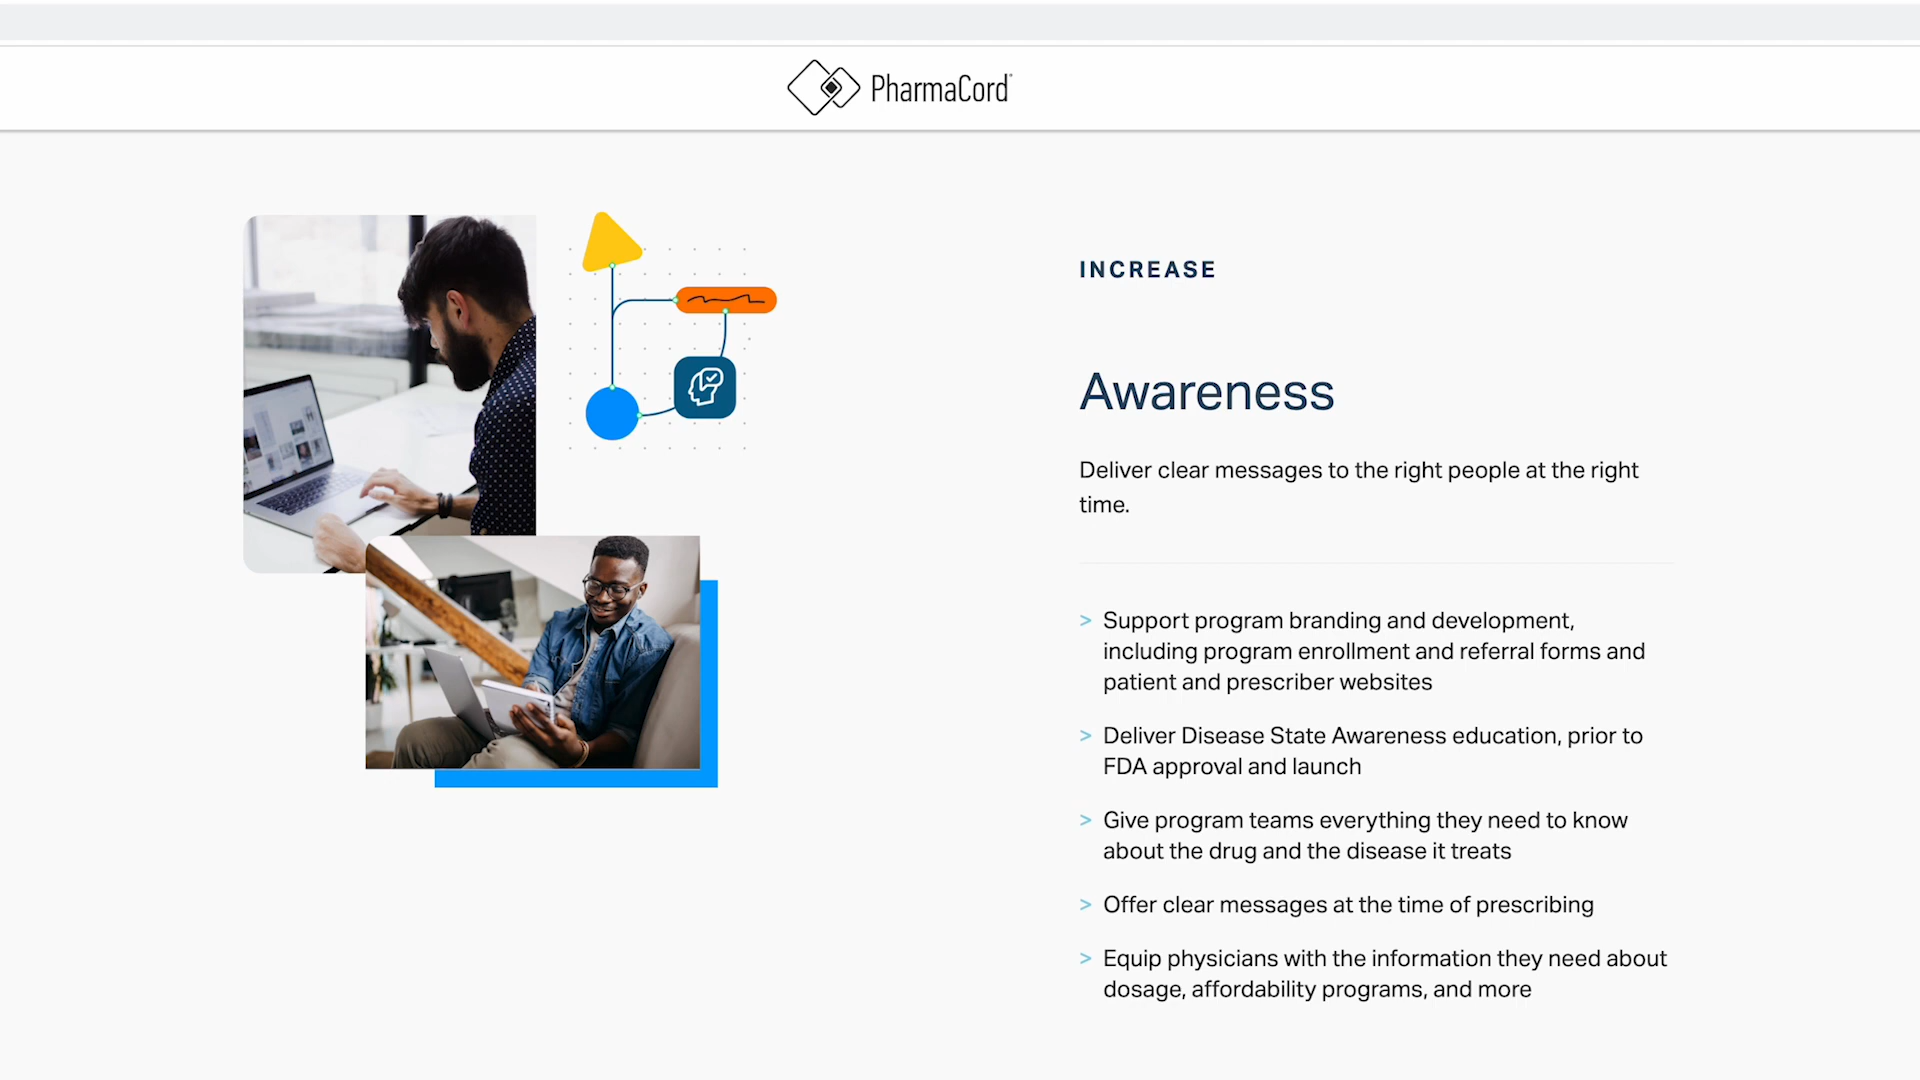 PharmaCord
INCREASE
Awareness
Deliver clear messages to the right people at the right
time.
> Support program branding and development,
including program enrollment and referral forms and
patient and prescriber websites
> Deliver Disease State Awareness education, prior to
FDA approval and launch
> Give program teams everything they need to know
about the drug and the disease it treats
> Offer clear messages at the time of prescribing
> Equip physicians with the information they need about
dosage, affordability programs, and more